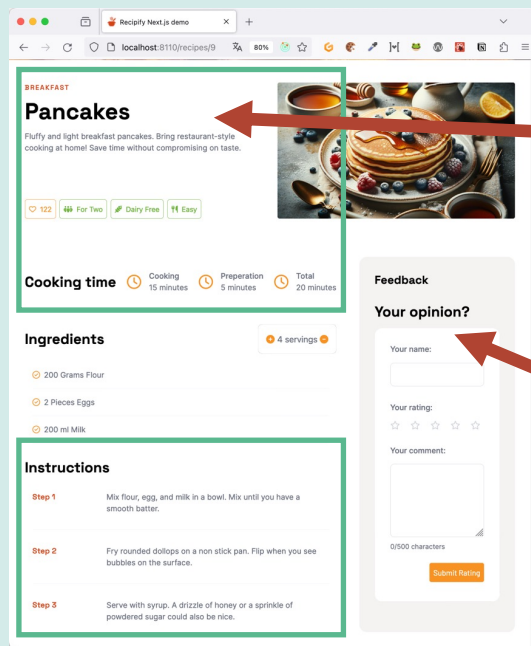 Recipify Next.js demo
localhost:8110/recipes/9
80%
BREAKFAST
Pancakes
Fluffy and light breakfast pancakes. Bring restaurant-style
cooking at home! Save time without compromising on taste.
122
For Two
Dairy Free
Easy
Cooking time
Cooking
15 minutes
Preperation
5 minutes
Total
20 minutes
Ingredients
4 servings
200 Grams Flour
2 Pieces Eggs
200 ml Milk
Instructions
Step 1
Mix flour, egg, and milk in a bowl. Mix until you have a
smooth batter.
Step 2
Fry rounded dollops on a non stick pan. Flip when you see
bubbles on the surface.
Step 3
Serve with syrup. A drizzle of honey or a sprinkle of
powdered sugar could also be nice.
Feedback
Your opinion?
Your name:
Your rating:
Your comment:
0/500 characters
Submit Rating